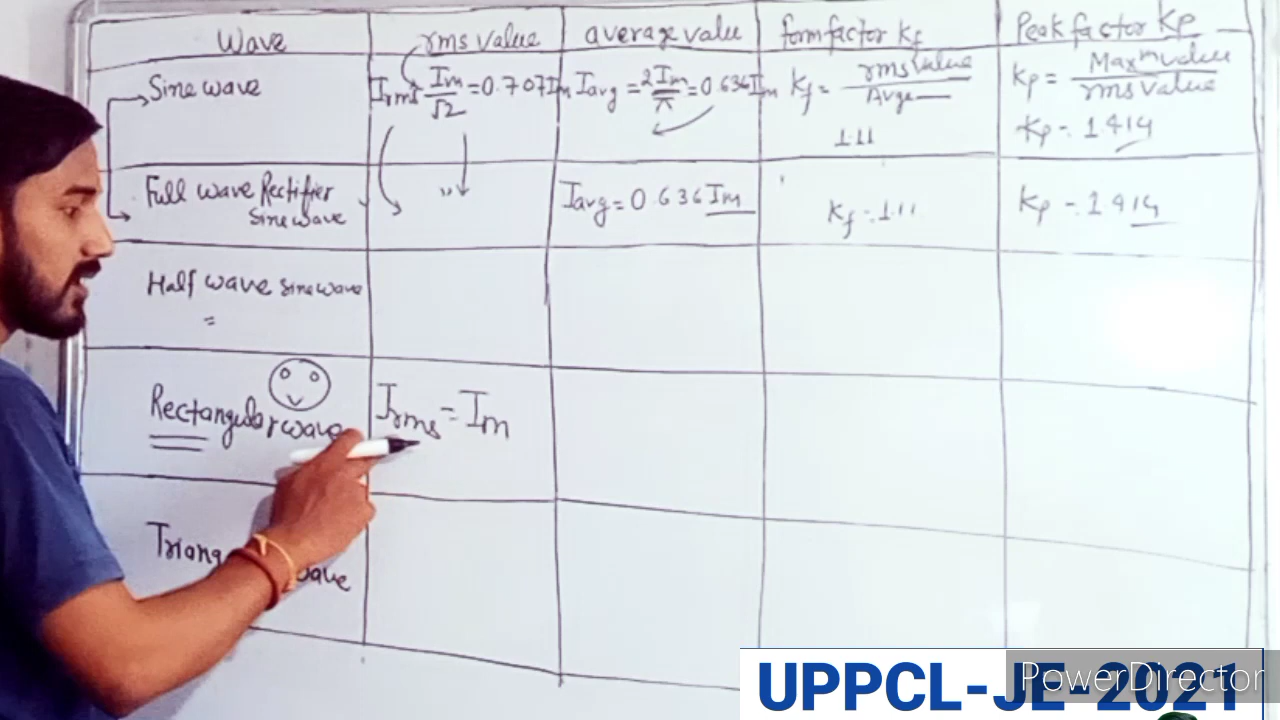 Wave rms value average value form factor Kf Peak factor Kp
Sine wave Irms = Im/√2 = 0.707Im Iavg = 2Im/π = 0.636Im Kf = rms value/Avge Kp = Maxm value/rms value
1.11 Kp = 1.414
Full wave Rectifier
Sine wave " Iavg = 0.636 Im Kf = 1.11 Kp = 1.414
Half wave sine wave
=
Rectangular wave Irms = Im
UPPCL-JE-2021
PowerDirector